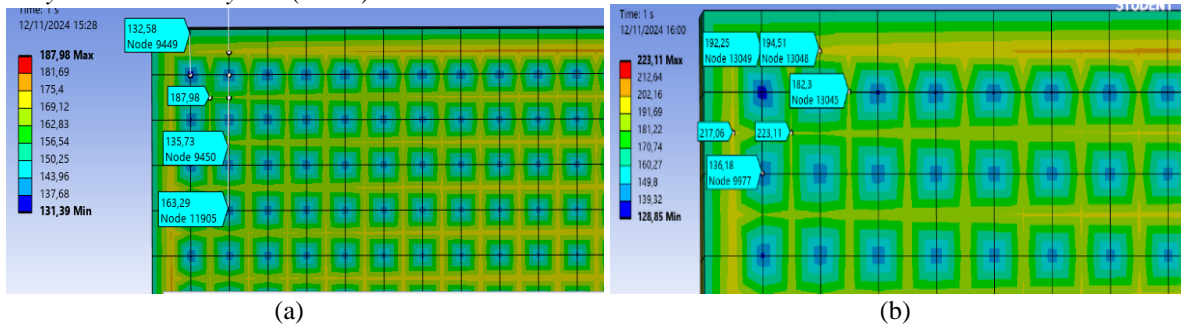 Time: 1 s
12/11/2024 15:28
187,98 Max
181,69
175,4
169,12
162,83
156,54
150,25
143,96
137,68
131,39 Min
132,58
Node 9449
187,98
135,73
Node 9450
163,29
Node 11905
(a)
STUDENT
Time: 1 s
12/11/2024 16:00
223,11 Max
212,64
202,16
191,69
181,22
170,74
160,27
149,8
139,32
128,85 Min
192,25
Node 13049
194,51
Node 13048
182,3
Node 13045
217,06
223,11
136,18
Node 9977
(b)